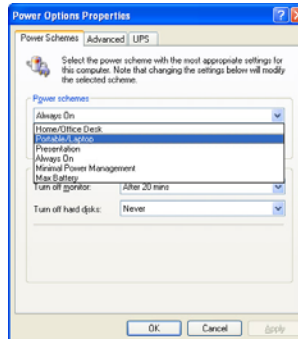 Power Options Properties
Power Schemes Advanced UPS
Select the power scheme with the most appropriate settings for
this computer. Note that changing the settings below will modify
the selected scheme.
Power schemes
Always On
Home/Office Desk
Portable/Laptop
Presentation
Always On
Minimal Power Management
Max Battery
Turn off monitor: After 20 mins
Turn off hard disks: Never
OK Cancel Apply